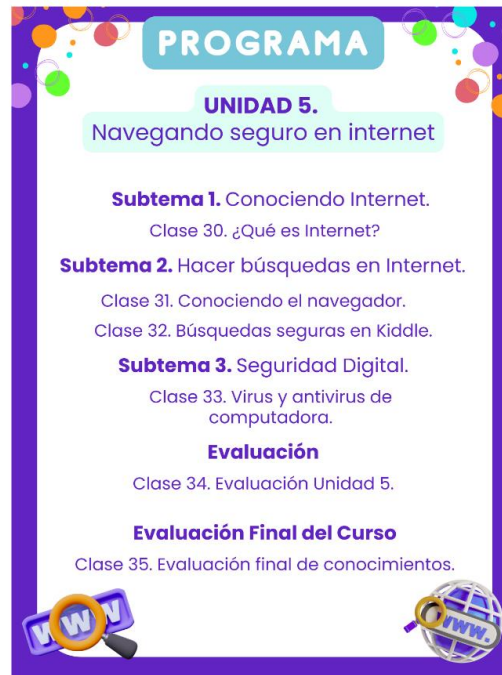 PROGRAMA
UNIDAD 5.
Navegando seguro en internet
Subtema 1. Conociendo Internet.
Clase 30. ¿Qué es Internet?
Subtema 2. Hacer búsquedas en Internet.
Clase 31. Conociendo el navegador.
Clase 32. Búsquedas seguras en Kiddle.
Subtema 3. Seguridad Digital.
Clase 33. Virus y antivirus de
computadora.
Evaluación
Clase 34. Evaluación Unidad 5.
Evaluación Final del Curso
Clase 35. Evaluación final de conocimientos.
WWW
WWW.